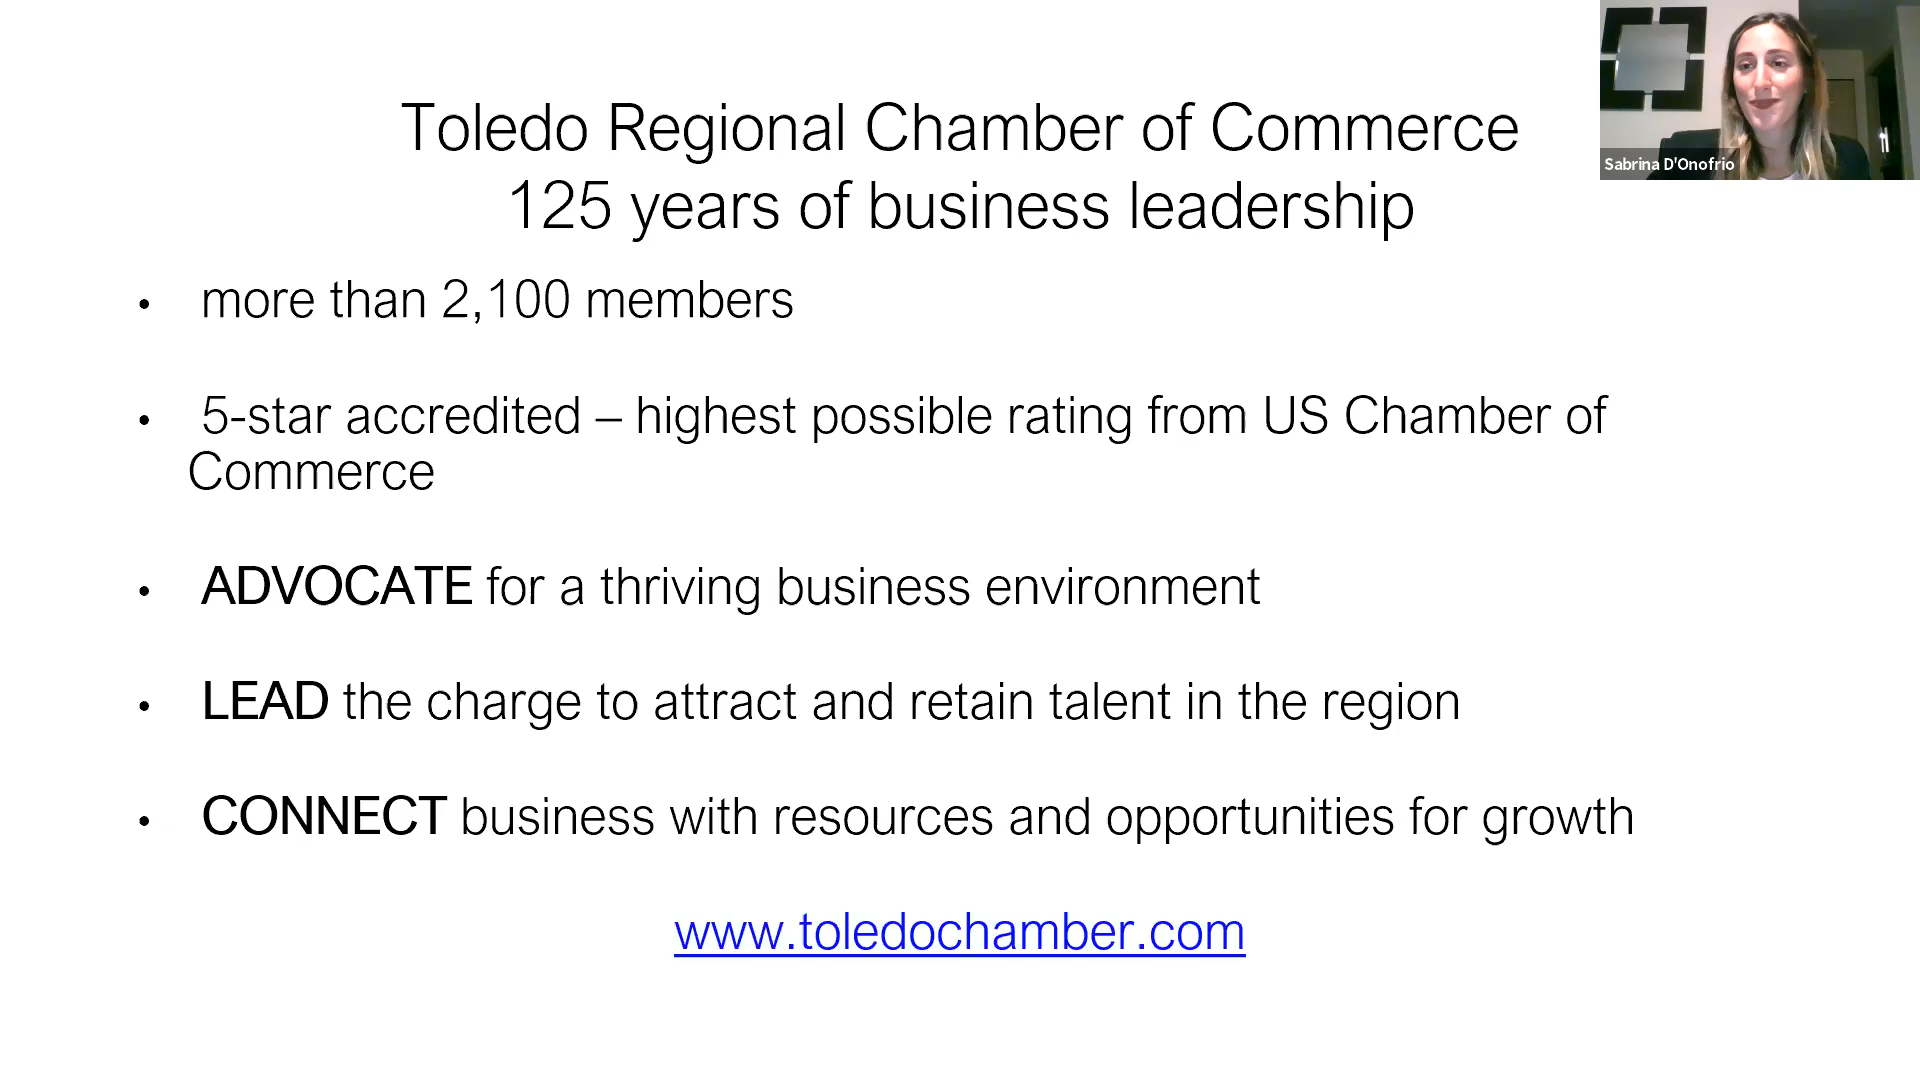 Toledo Regional Chamber of Commerce
125 years of business leadership
Sabrina D'Onofrio
• more than 2,100 members
• 5-star accredited – highest possible rating from US Chamber of
Commerce
• ADVOCATE for a thriving business environment
• LEAD the charge to attract and retain talent in the region
• CONNECT business with resources and opportunities for growth
www.toledochamber.com